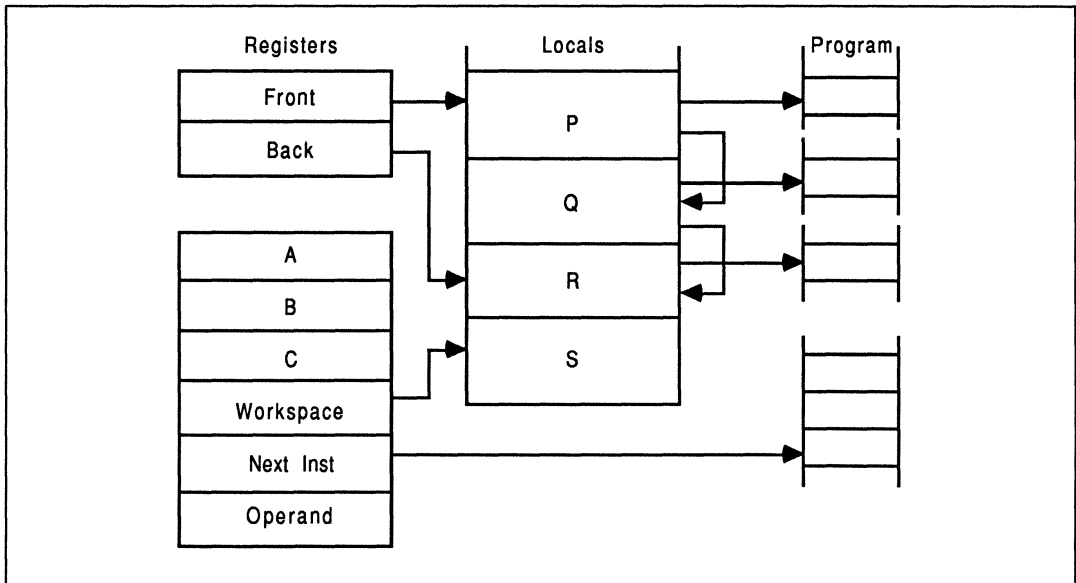 Registers
Locals
Program
Front
Back
P
Q
R
S
A
B
C
Workspace
Next Inst
Operand